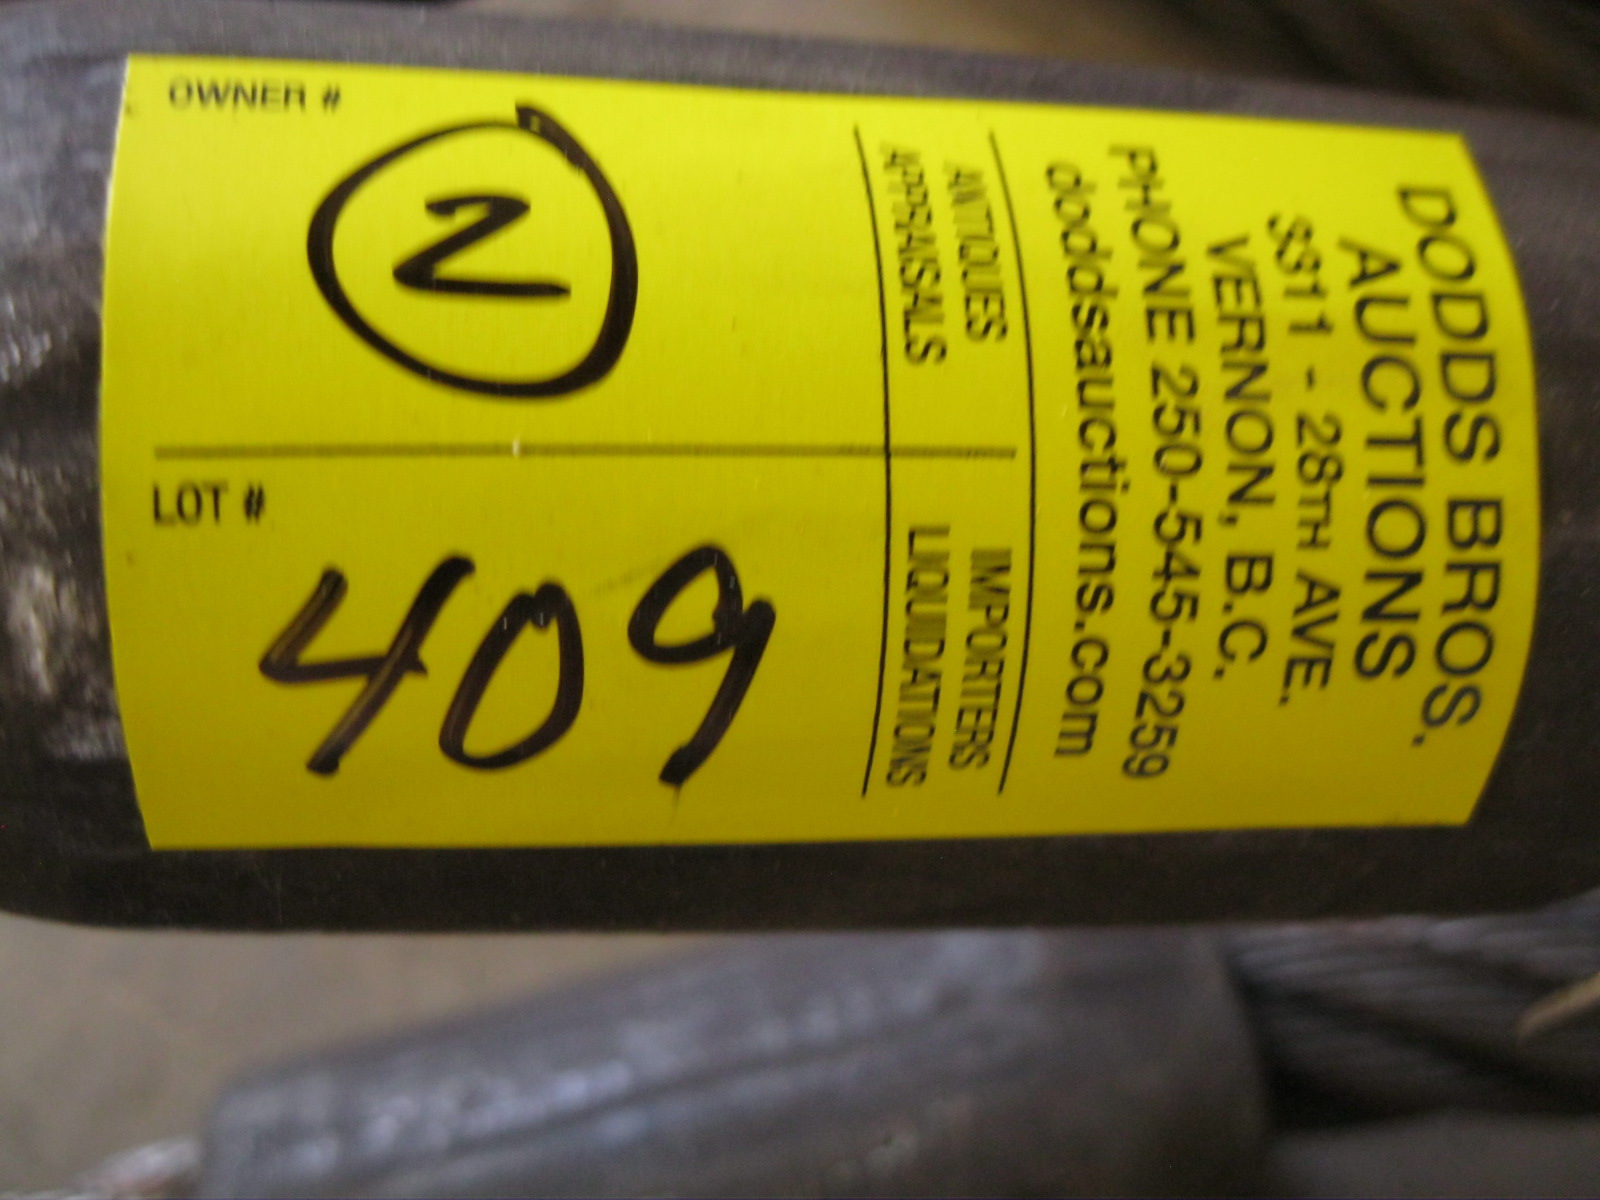 DODDS BROS.
AUCTIONS
3311 - 28TH AVE.
VERNON, B.C.
PHONE 250-545-3259
doddsauctions.com
ANTIQUES IMPORTERS
APPRAISALS LIQUIDATIONS
OWNER #
2
LOT #
409